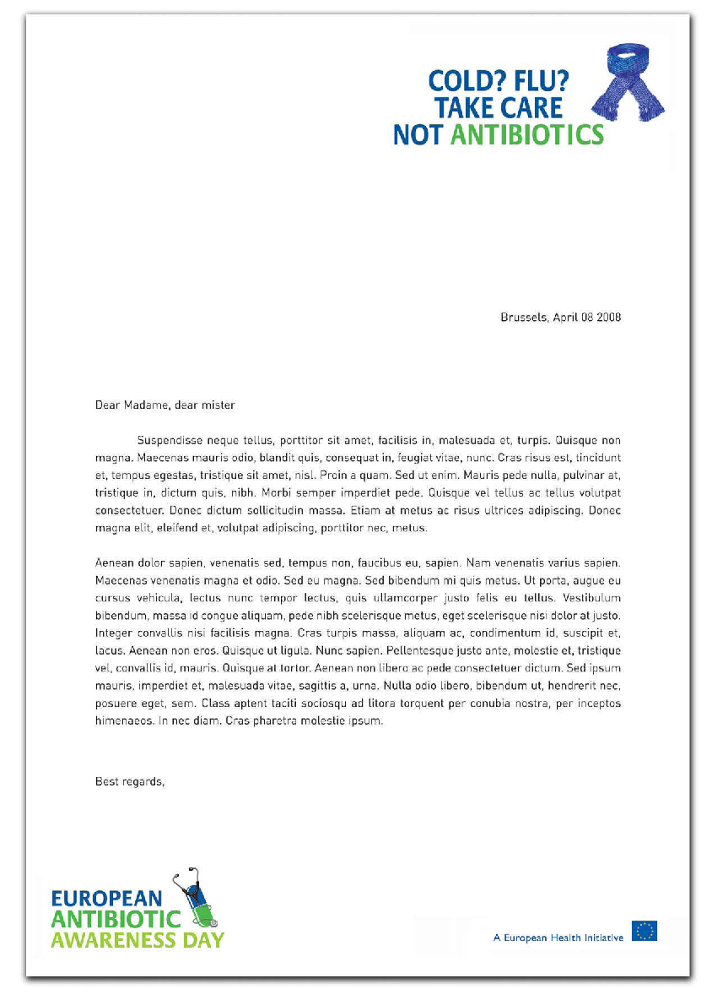 COLD? FLU?
TAKE CARE
NOT ANTIBIOTICS
Brussels, April 08 2008
Dear Madame, dear mister
Suspendisse neque tellus, porttitor sit amet, facilisis in, malesuada et, turpis. Quisque non
magna. Maecenas mauris odio, blandit quis, consequat in, feugiat vitae, nunc. Cras risus est, tincidunt
et, tempus egestas, tristique sit amet, nisl. Proin a quam. Sed ut enim. Mauris pede nulla, pulvinar at,
tristique in, dictum quis, nibh. Morbi semper imperdiet pede. Quisque vel tellus ac tellus volutpat
consectetuer. Donec dictum sollicitudin massa. Etiam at metus ac risus ultrices adipiscing. Donec
magna elit, eleifend et, volutpat adipiscing, porttitor nec, metus.
Aenean dolor sapien, venenatis sed, tempus non, faucibus eu, sapien. Nam venenatis varius sapien.
Maecenas venenatis magna et odio. Sed eu magna. Sed bibendum mi quis metus. Ut porta, augue eu
cursus vehicula, lectus nunc tempor lectus, quis ullamcorper justo felis eu tellus. Vestibulum
bibendum, massa id congue aliquam, pede nibh scelerisque metus, eget scelerisque nisi dolor at justo.
Integer convallis nisi facilisis magna. Cras turpis massa, aliquam ac, condimentum id, suscipit et,
lacus. Aenean non eros. Quisque ut ligula. Nunc sapien. Pellentesque justo ante, molestie et, tristique
vel, convallis id, mauris. Quisque at tortor. Aenean non libero ac pede consectetuer dictum. Sed ipsum
mauris, imperdiet et, malesuada vitae, sagittis a, urna. Nulla odio libero, bibendum ut, hendrerit nec,
posuere eget, sem. Class aptent taciti sociosqu ad litora torquent per conubia nostra, per inceptos
himenaeos. In nec diam. Cras pharetra molestie ipsum.
Best regards,
EUROPEAN
ANTIBIOTIC
AWARENESS DAY
A European Health Initiative